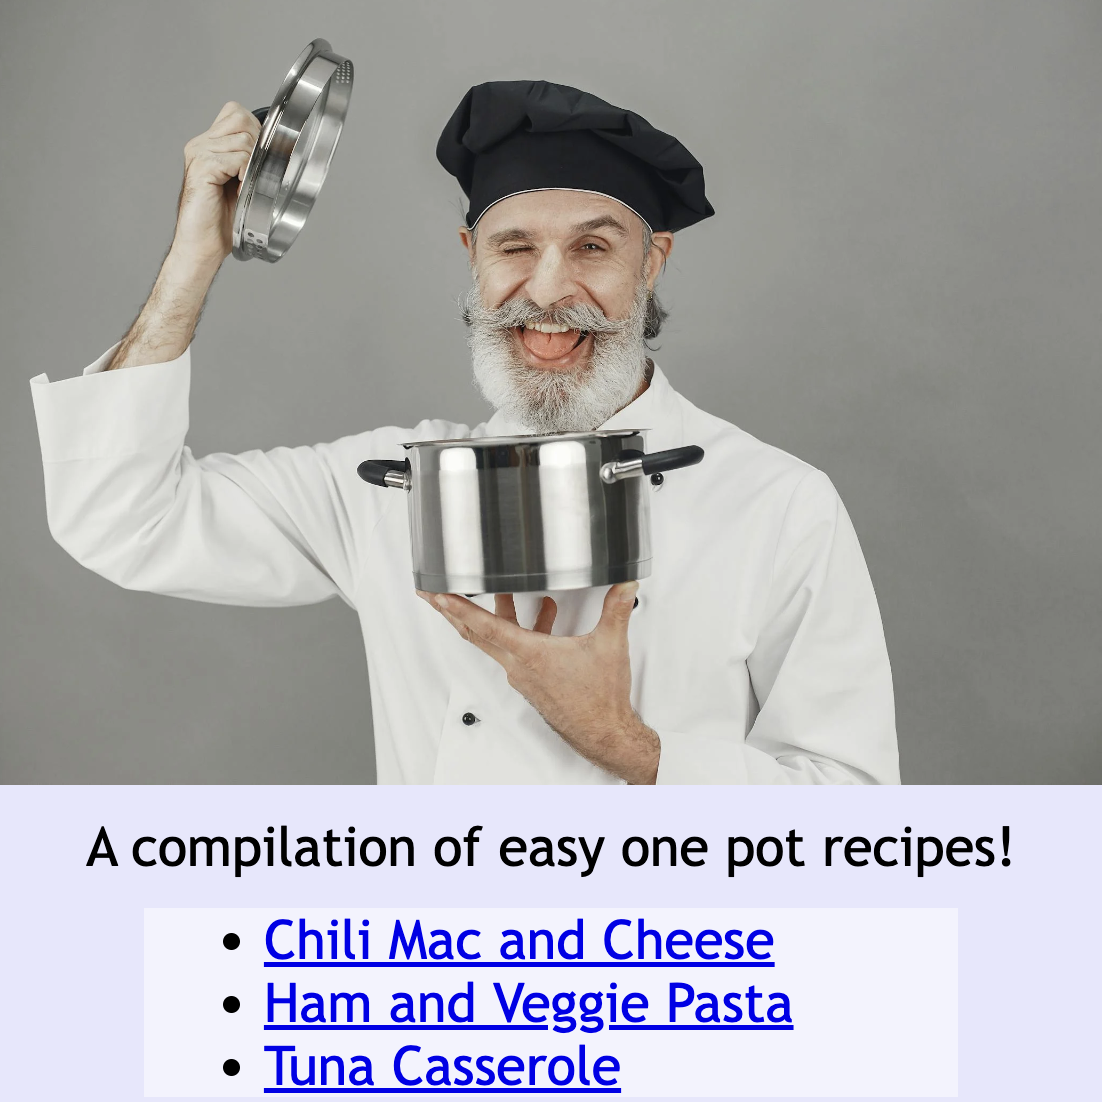 A compilation of easy one pot recipes!
Chili Mac and Cheese
Ham and Veggie Pasta
Tuna Casserole